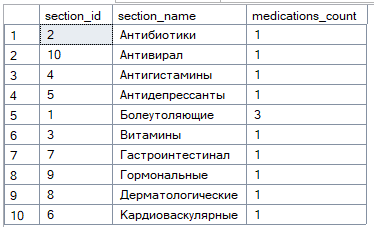 section_id section_name medications_count
1 2 Антибиотики 1
2 10 Антивирал 1
3 4 Антигистамины 1
4 5 Антидепрессанты 1
5 1 Болеутоляющие 3
6 3 Витамины 1
7 7 Гастроинтестинал 1
8 9 Гормональные 1
9 8 Дерматологические 1
10 6 Кардиоваскулярные 1